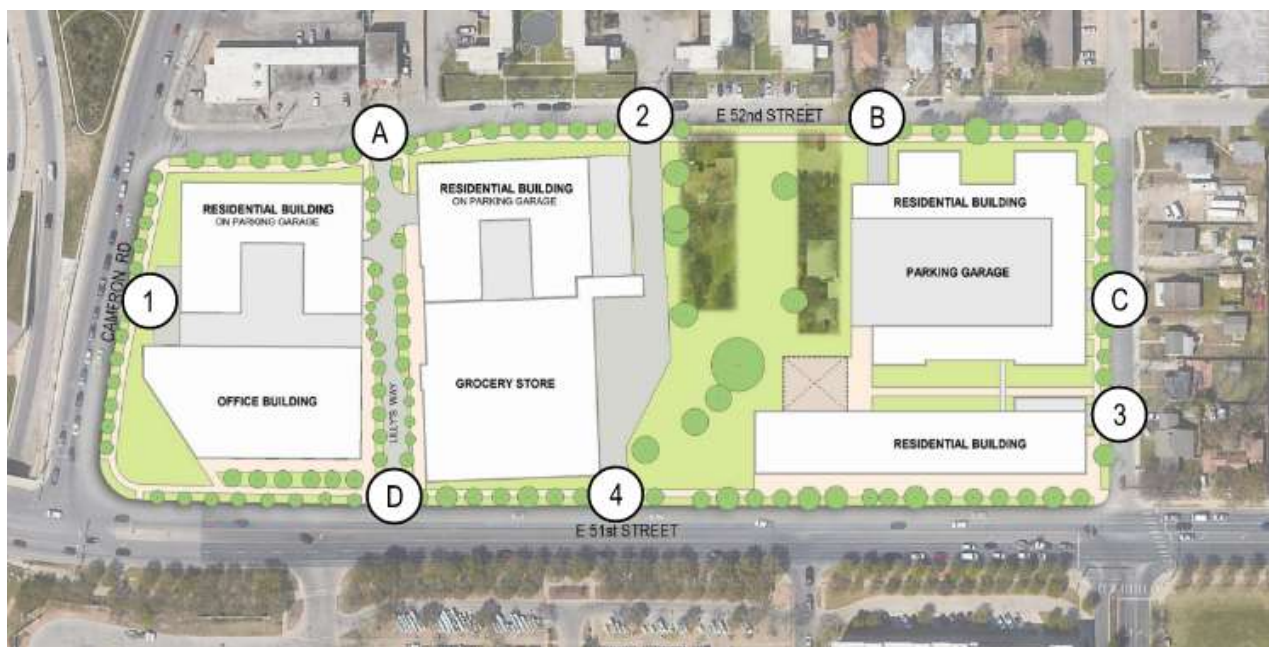 2
E 52nd STREET
A
B
RESIDENTIAL BUILDING
ON PARKING GARAGE
RESIDENTIAL BUILDING
ON PARKING GARAGE
RESIDENTIAL BUILDING
PARKING GARAGE
CAMERON RD
1
C
GROCERY STORE
OFFICE BUILDING
LILLY'S WAY
3
RESIDENTIAL BUILDING
D
4
E 51st STREET